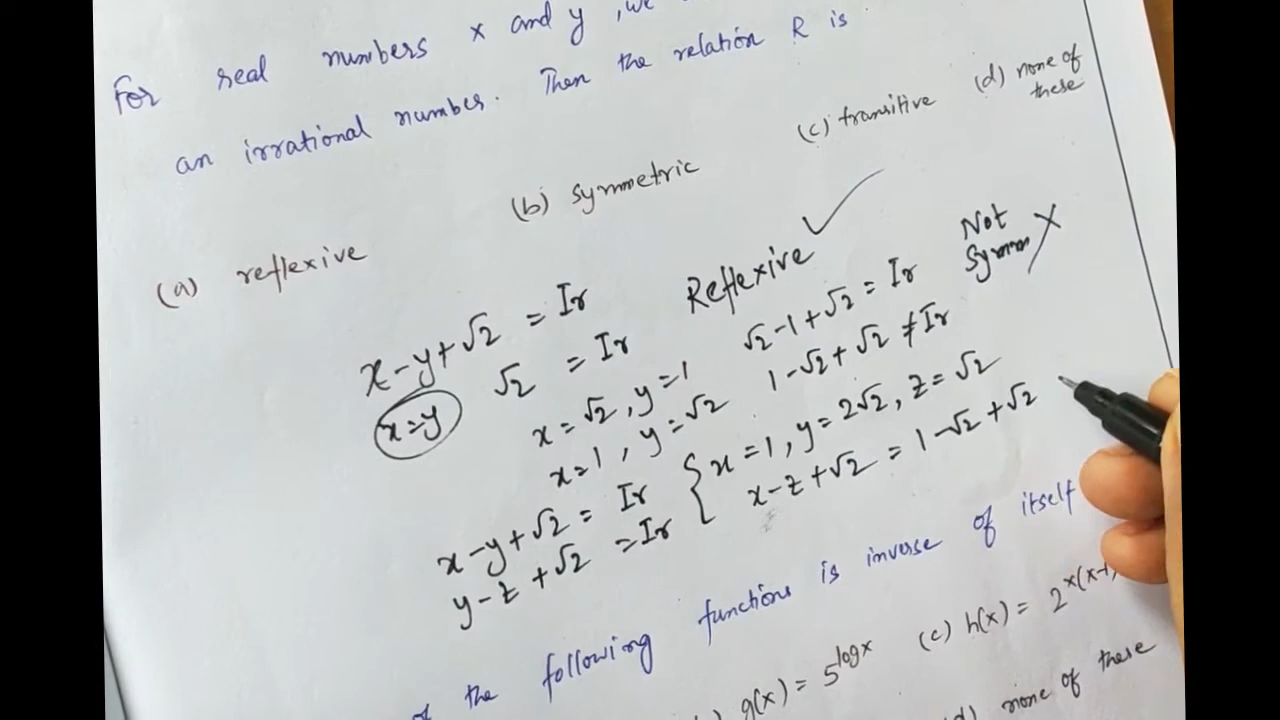 For real numbers x and y , we
an irrational number. Then the relation R is
(a) reflexive (b) symmetric (c) transitive (d) none of these
x-y+√2 = Ir Reflexive ✓
x=y √2 = Ir
x=√2, y=1 √2-1+√2 = Ir Not Symm ×
x=1, y=√2 1-√2+√2 ≠ Ir
x-y+√2 = Ir { x=1, y=2√2, z=√2
y-z+√2 = Ir x-z+√2 = 1-√2+√2
of the following functions is inverse of itself
g(x) = 5^logx (c) h(x) = 2^x(x-1)
(d) none of these